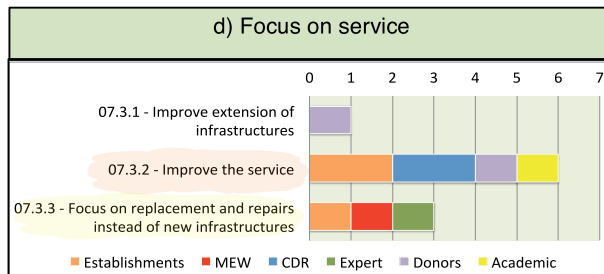 d) Focus on service
0 1 2 3 4 5 6 7
07.3.1 - Improve extension of
infrastructures
07.3.2 - Improve the service
07.3.3 - Focus on replacement and repairs
instead of new infrastructures
Establishments MEW CDR Expert Donors Academic